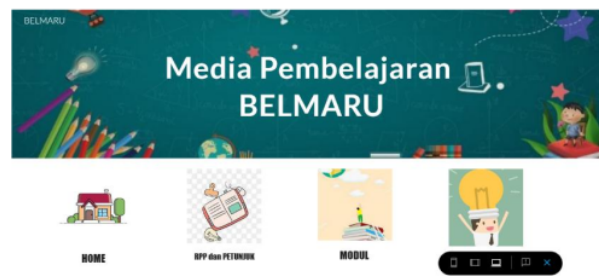 BELMARU
Media Pembelajaran
BELMARU
HOME
RPP dan PETUNJUK
MODUL